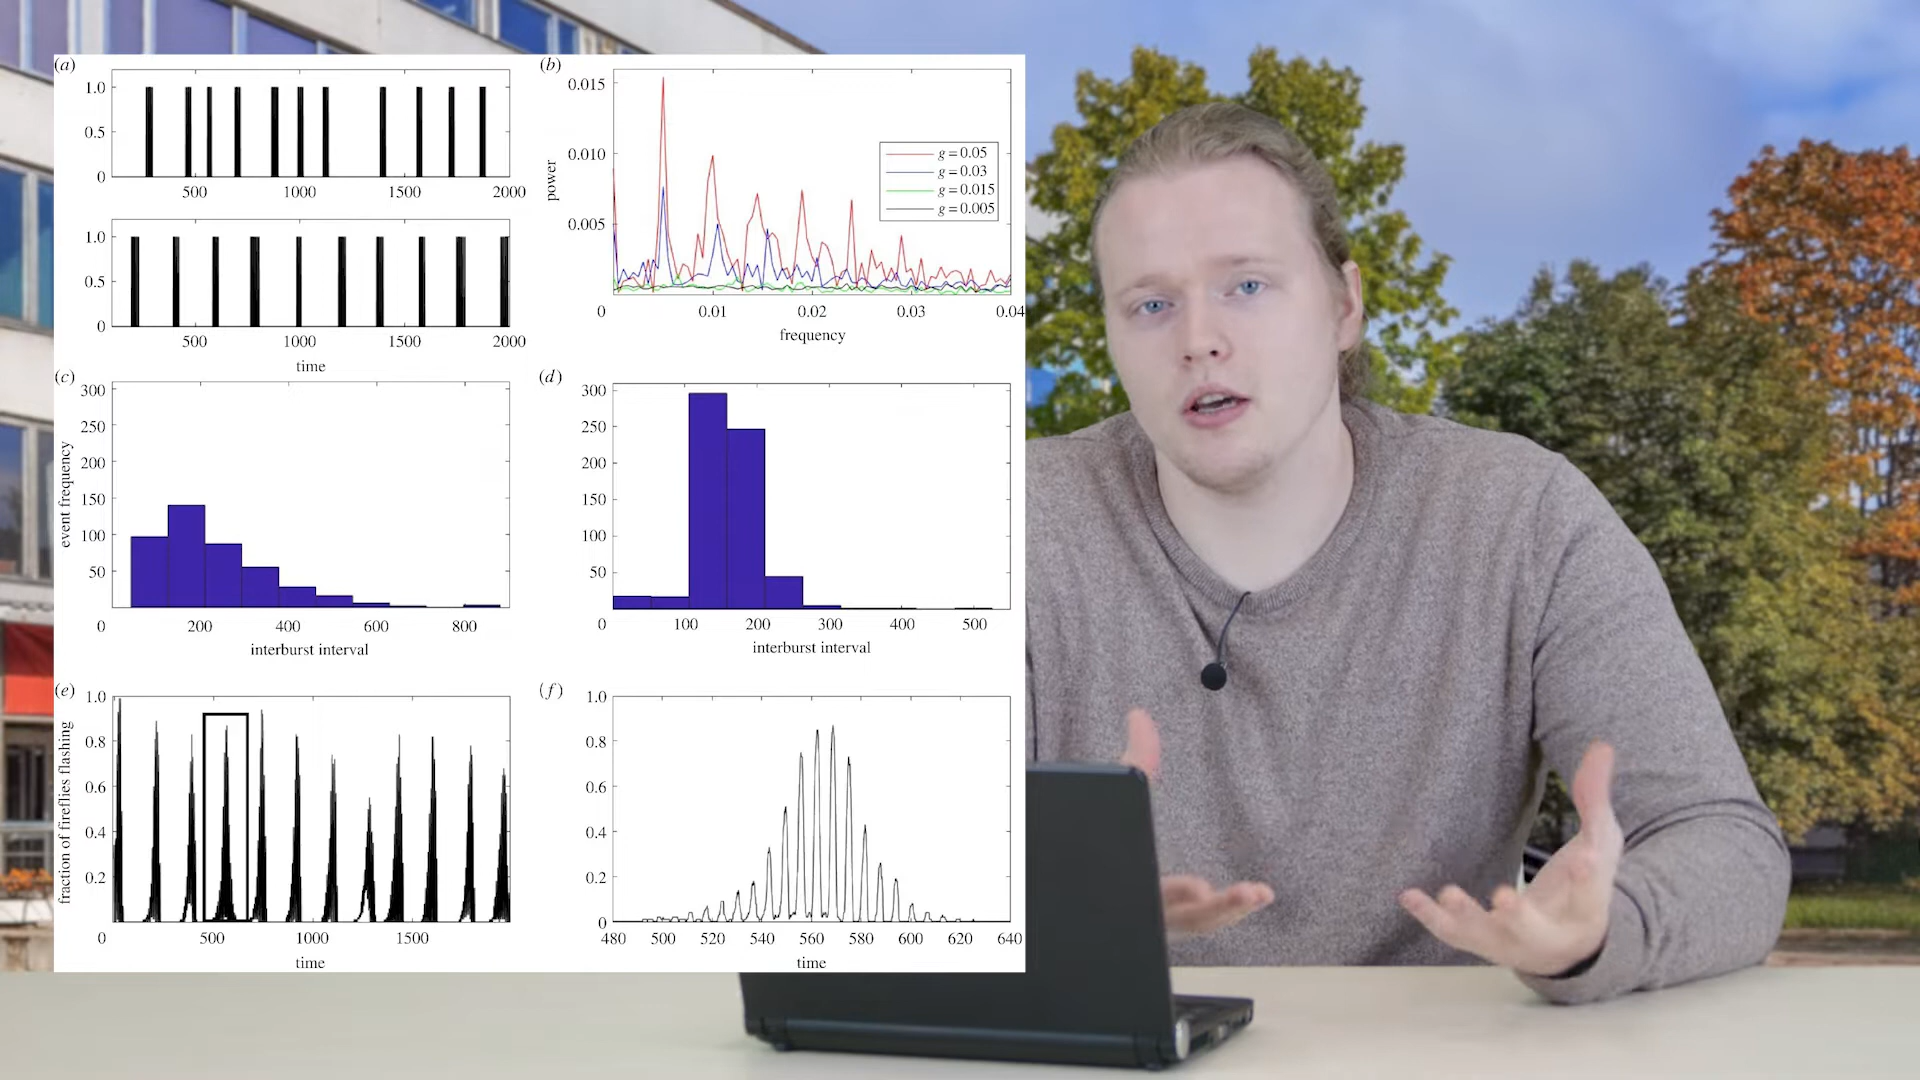 (a)
1.0
0.5
0
500 1000 1500 2000
1.0
0.5
0
500 1000 1500 2000
time
(b)
power
0.015
0.010
0.005
0
0 0.01 0.02 0.03 0.04
frequency
g = 0.05
g = 0.03
g = 0.015
g = 0.005
(c)
event frequency
300
250
200
150
100
50
0 200 400 600 800
interburst interval
(d)
300
250
200
150
100
50
0 100 200 300 400 500
interburst interval
(e)
fraction of fireflies flashing
1.0
0.8
0.6
0.4
0.2
0 500 1000 1500
time
(f)
1.0
0.8
0.6
0.4
0.2
0
480 500 520 540 560 580 600 620 640
time